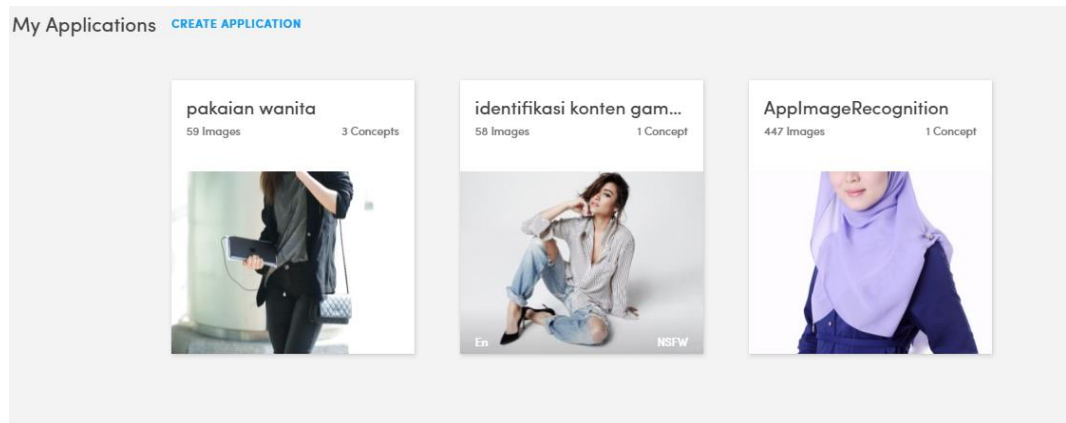 My Applications CREATE APPLICATION
pakaian wanita
59 Images 3 Concepts
identifikasi konten gam...
58 Images 1 Concept
En NSFW
AppImageRecognition
447 Images 1 Concept